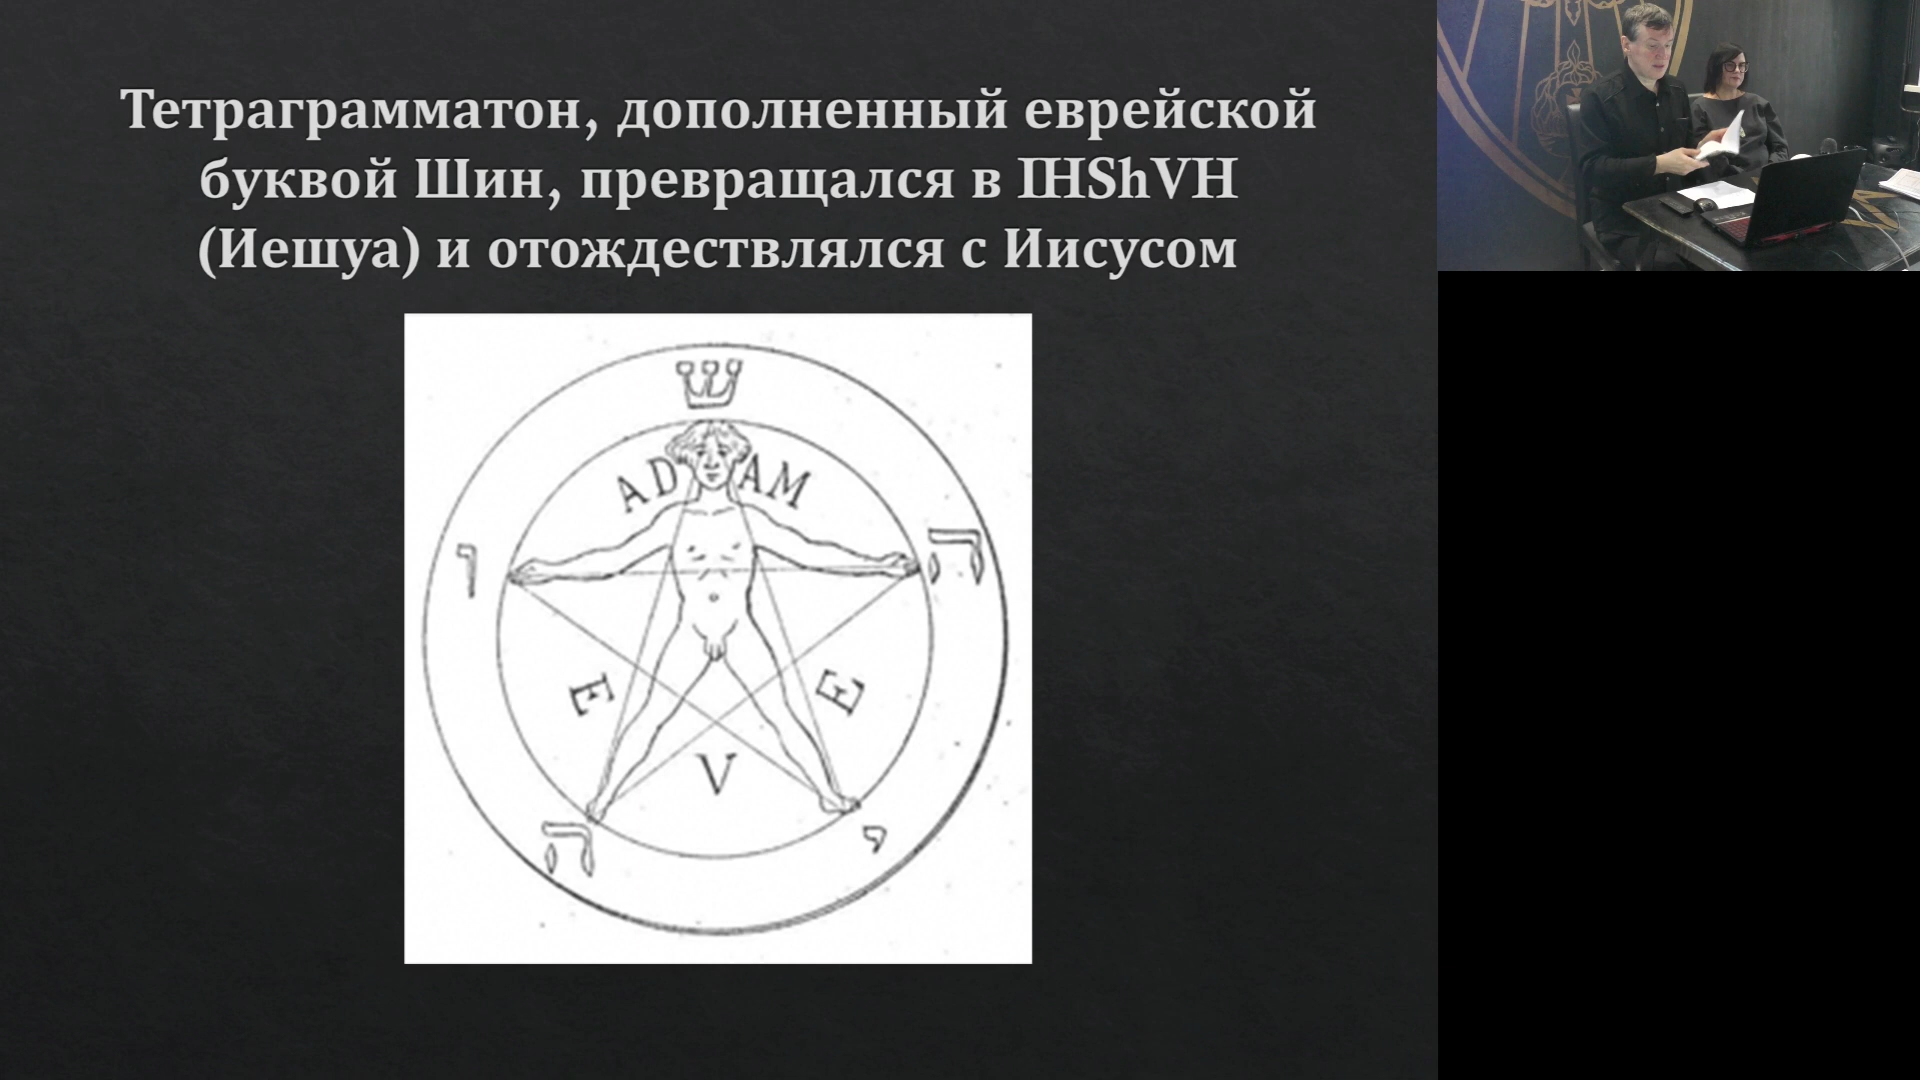 Тетраграмматон, дополненный еврейской
буквой Шин, превращался в IHShVH
(Иешуа) и отождествлялся с Иисусом
ש
AD AM
ו ה
E E
V
ה י